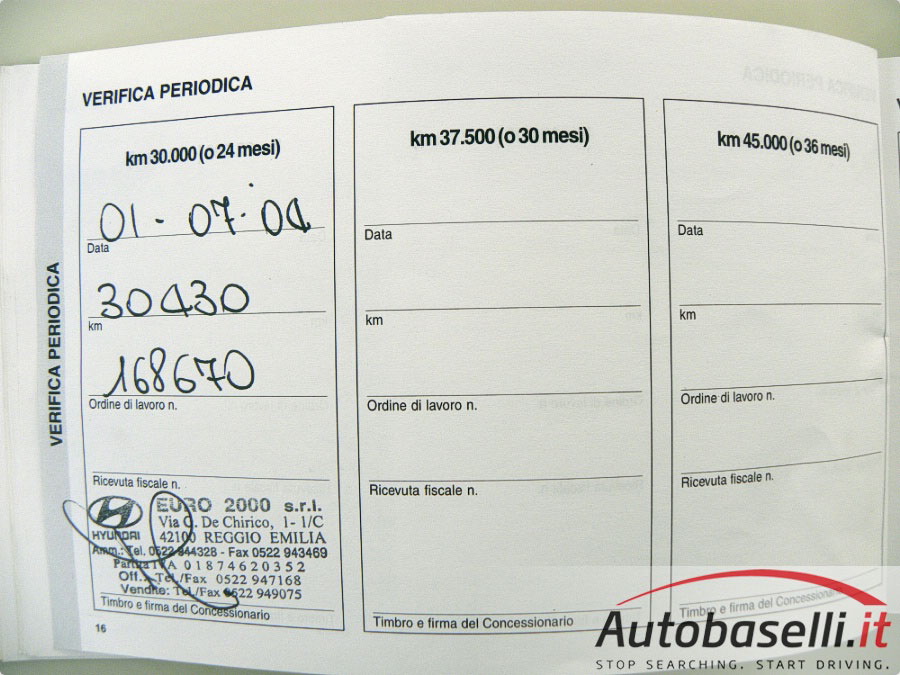 VERIFICA PERIODICA
VERIFICA PERIODICA
km 30.000 (o 24 mesi)
01 - 07 - 04
Data
30430
km
168670
Ordine di lavoro n.
Ricevuta fiscale n.
HYUNDAI
EURO 2000 s.r.l.
Via G. De Chirico, 1- 1/C
42100 REGGIO EMILIA
Amm.: Tel. 0522 944328 - Fax 0522 943469
Partita IVA 01874620352
Off.: Tel./Fax 0522 947168
Vendite: Tel./Fax 0522 949075
Timbro e firma del Concessionario
16
km 37.500 (o 30 mesi)
Data
km
Ordine di lavoro n.
Ricevuta fiscale n.
Timbro e firma del Concessionario
km 45.000 (o 36 mesi)
Data
km
Ordine di lavoro n.
Ricevuta fiscale n.
Timbro e firma del Concessionario
Autobaselli.it
STOP SEARCHING. START DRIVING.